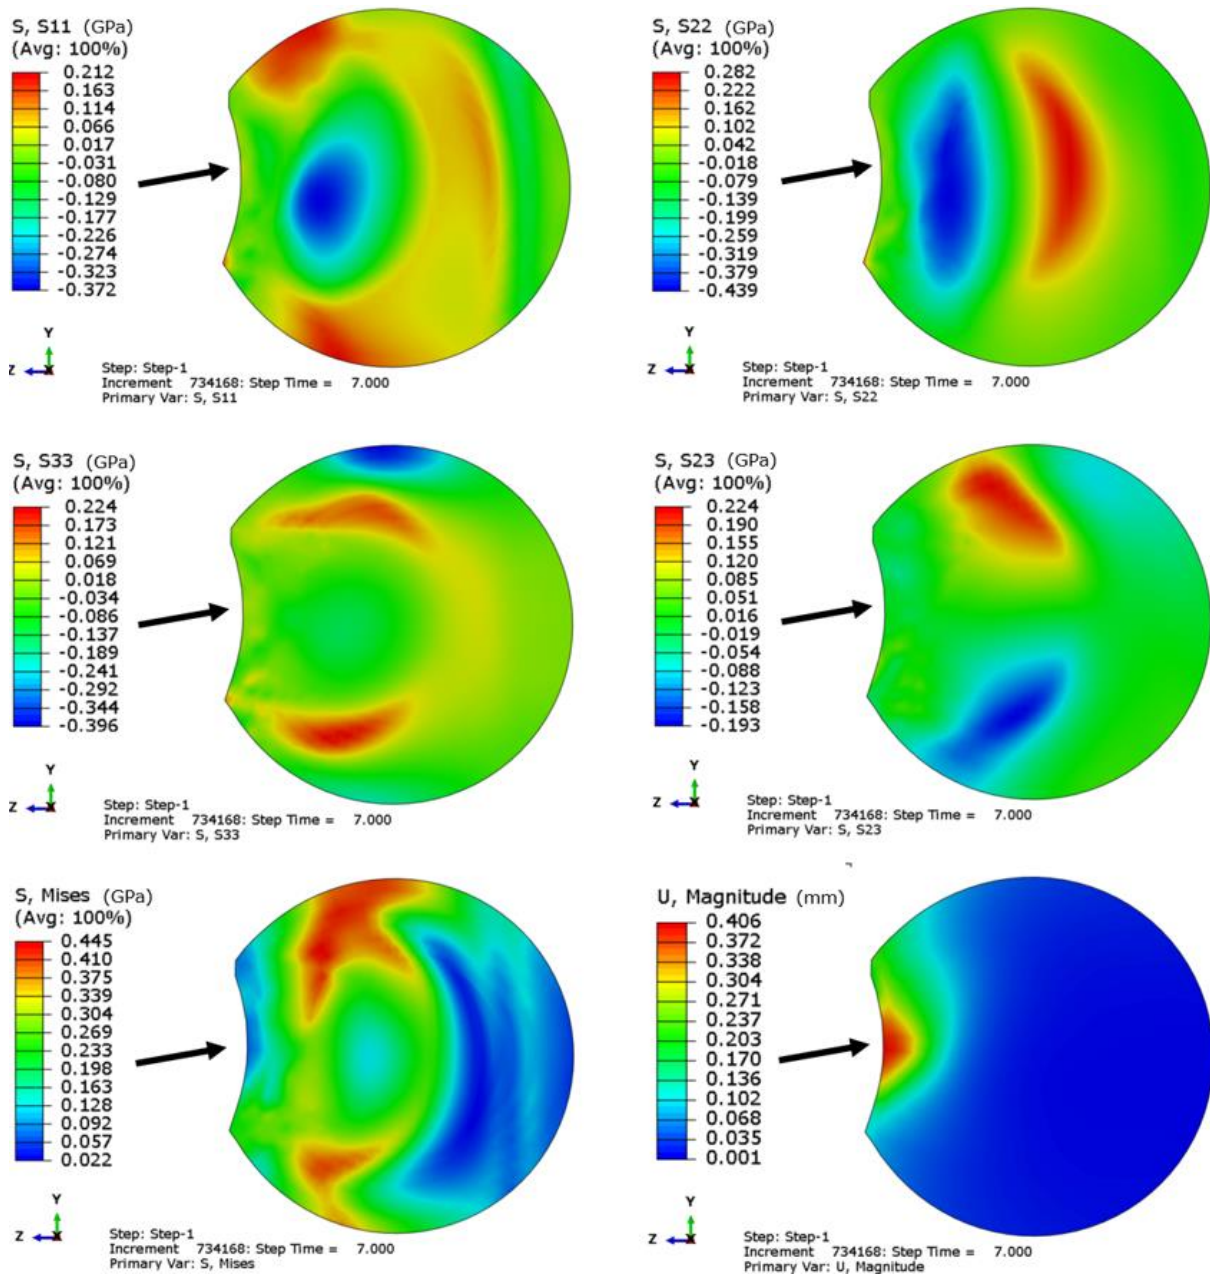 S, S11 (GPa)
(Avg: 100%)
0.212
0.163
0.114
0.066
0.017
-0.031
-0.080
-0.129
-0.177
-0.226
-0.274
-0.323
-0.372
Y
Z
X
Step: Step-1
Increment 734168: Step Time = 7.000
Primary Var: S, S11
S, S22 (GPa)
(Avg: 100%)
0.282
0.222
0.162
0.102
0.042
-0.018
-0.079
-0.139
-0.199
-0.259
-0.319
-0.379
-0.439
Y
Z
X
Step: Step-1
Increment 734168: Step Time = 7.000
Primary Var: S, S22
S, S33 (GPa)
(Avg: 100%)
0.224
0.173
0.121
0.069
0.018
-0.034
-0.086
-0.137
-0.189
-0.241
-0.292
-0.344
-0.396
Y
Z
X
Step: Step-1
Increment 734168: Step Time = 7.000
Primary Var: S, S33
S, S23 (GPa)
(Avg: 100%)
0.224
0.190
0.155
0.120
0.085
0.051
0.016
-0.019
-0.054
-0.088
-0.123
-0.158
-0.193
Y
Z
X
Step: Step-1
Increment 734168: Step Time = 7.000
Primary Var: S, S23
S, Mises (GPa)
(Avg: 100%)
0.445
0.410
0.375
0.339
0.304
0.269
0.233
0.198
0.163
0.128
0.092
0.057
0.022
Y
Z
X
Step: Step-1
Increment 734168: Step Time = 7.000
Primary Var: S, Mises
U, Magnitude (mm)
0.406
0.372
0.338
0.304
0.271
0.237
0.203
0.170
0.136
0.102
0.068
0.035
0.001
Y
Z
X
Step: Step-1
Increment 734168: Step Time = 7.000
Primary Var: U, Magnitude